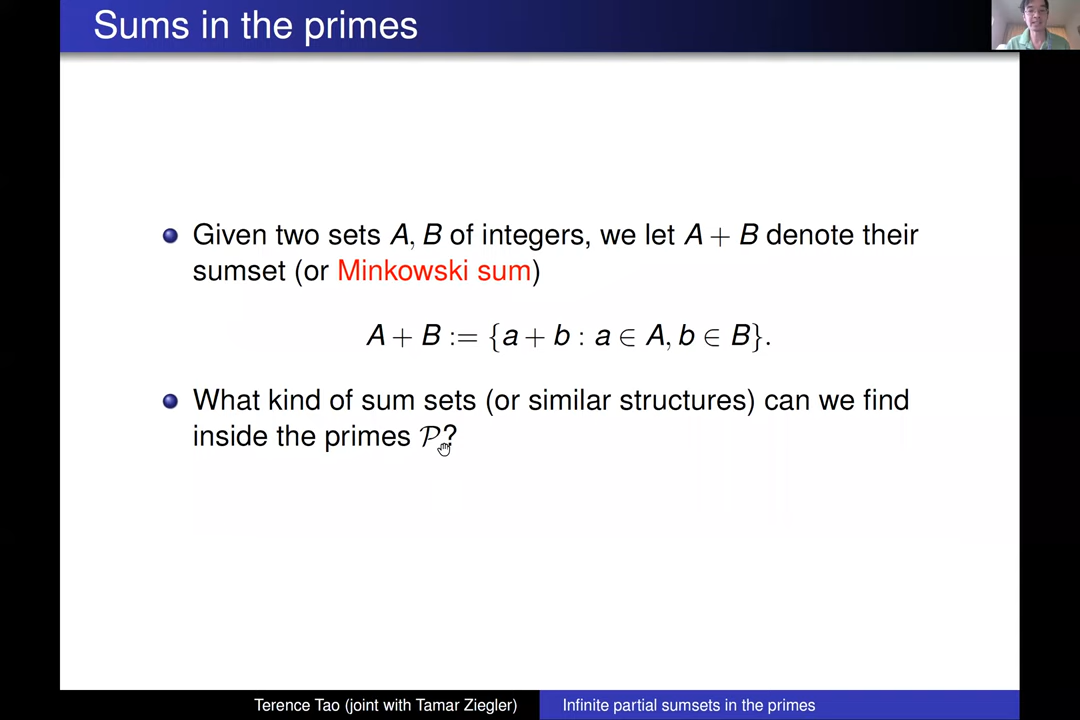 Sums in the primes
Given two sets A, B of integers, we let A + B denote their
sumset (or Minkowski sum)
A + B := {a + b : a ∈ A, b ∈ B}.
What kind of sum sets (or similar structures) can we find
inside the primes 𝒫?
Terence Tao (joint with Tamar Ziegler)
Infinite partial sumsets in the primes